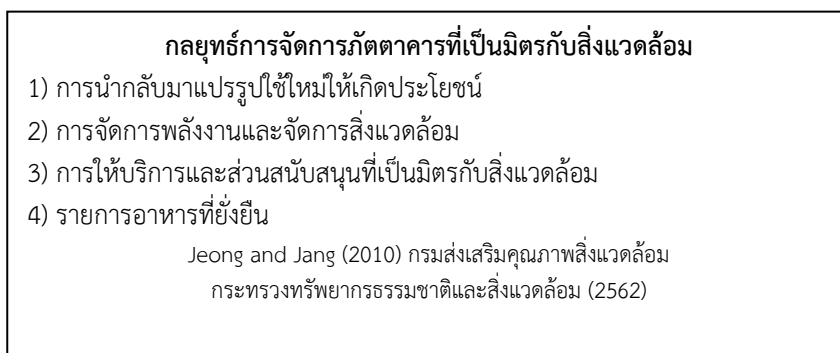 กลยุทธ์การจัดการภัตตาคารที่เป็นมิตรกับสิ่งแวดล้อม
1) การนำกลับมาแปรรูปใช้ใหม่ให้เกิดประโยชน์
2) การจัดการพลังงานและจัดการสิ่งแวดล้อม
3) การให้บริการและส่วนสนับสนุนที่เป็นมิตรกับสิ่งแวดล้อม
4) รายการอาหารที่ยั่งยืน
Jeong and Jang (2010) กรมส่งเสริมคุณภาพสิ่งแวดล้อม
กระทรวงทรัพยากรธรรมชาติและสิ่งแวดล้อม (2562)